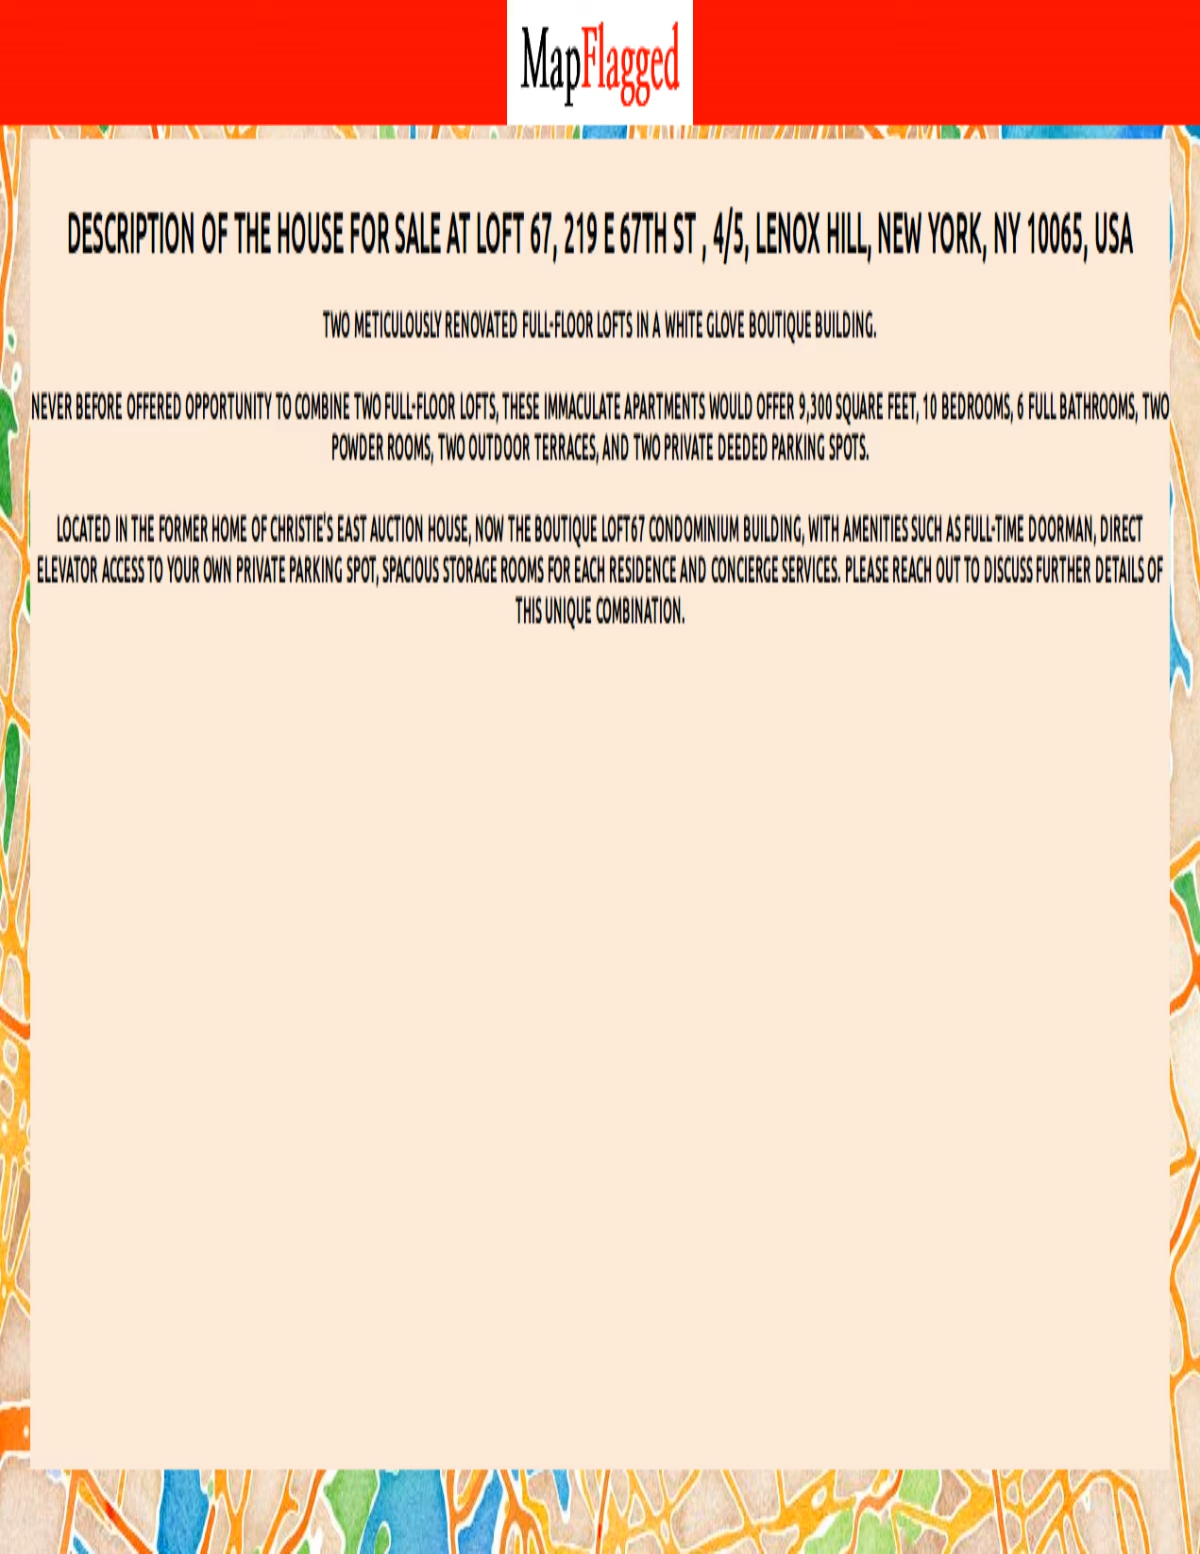 MapFlagged
DESCRIPTION OF THE HOUSE FOR SALE AT LOFT 67, 219 E 67TH ST , 4/5, LENOX HILL, NEW YORK, NY 10065, USA
TWO METICULOUSLY RENOVATED FULL-FLOOR LOFTS IN A WHITE GLOVE BOUTIQUE BUILDING.
NEVER BEFORE OFFERED OPPORTUNITY TO COMBINE TWO FULL-FLOOR LOFTS, THESE IMMACULATE APARTMENTS WOULD OFFER 9,300 SQUARE FEET, 10 BEDROOMS, 6 FULL BATHROOMS, TWO
POWDER ROOMS, TWO OUTDOOR TERRACES, AND TWO PRIVATE DEEDED PARKING SPOTS.
LOCATED IN THE FORMER HOME OF CHRISTIE'S EAST AUCTION HOUSE, NOW THE BOUTIQUE LOFT67 CONDOMINIUM BUILDING, WITH AMENITIES SUCH AS FULL-TIME DOORMAN, DIRECT
ELEVATOR ACCESS TO YOUR OWN PRIVATE PARKING SPOT, SPACIOUS STORAGE ROOMS FOR EACH RESIDENCE AND CONCIERGE SERVICES. PLEASE REACH OUT TO DISCUSS FURTHER DETAILS OF
THIS UNIQUE COMBINATION.